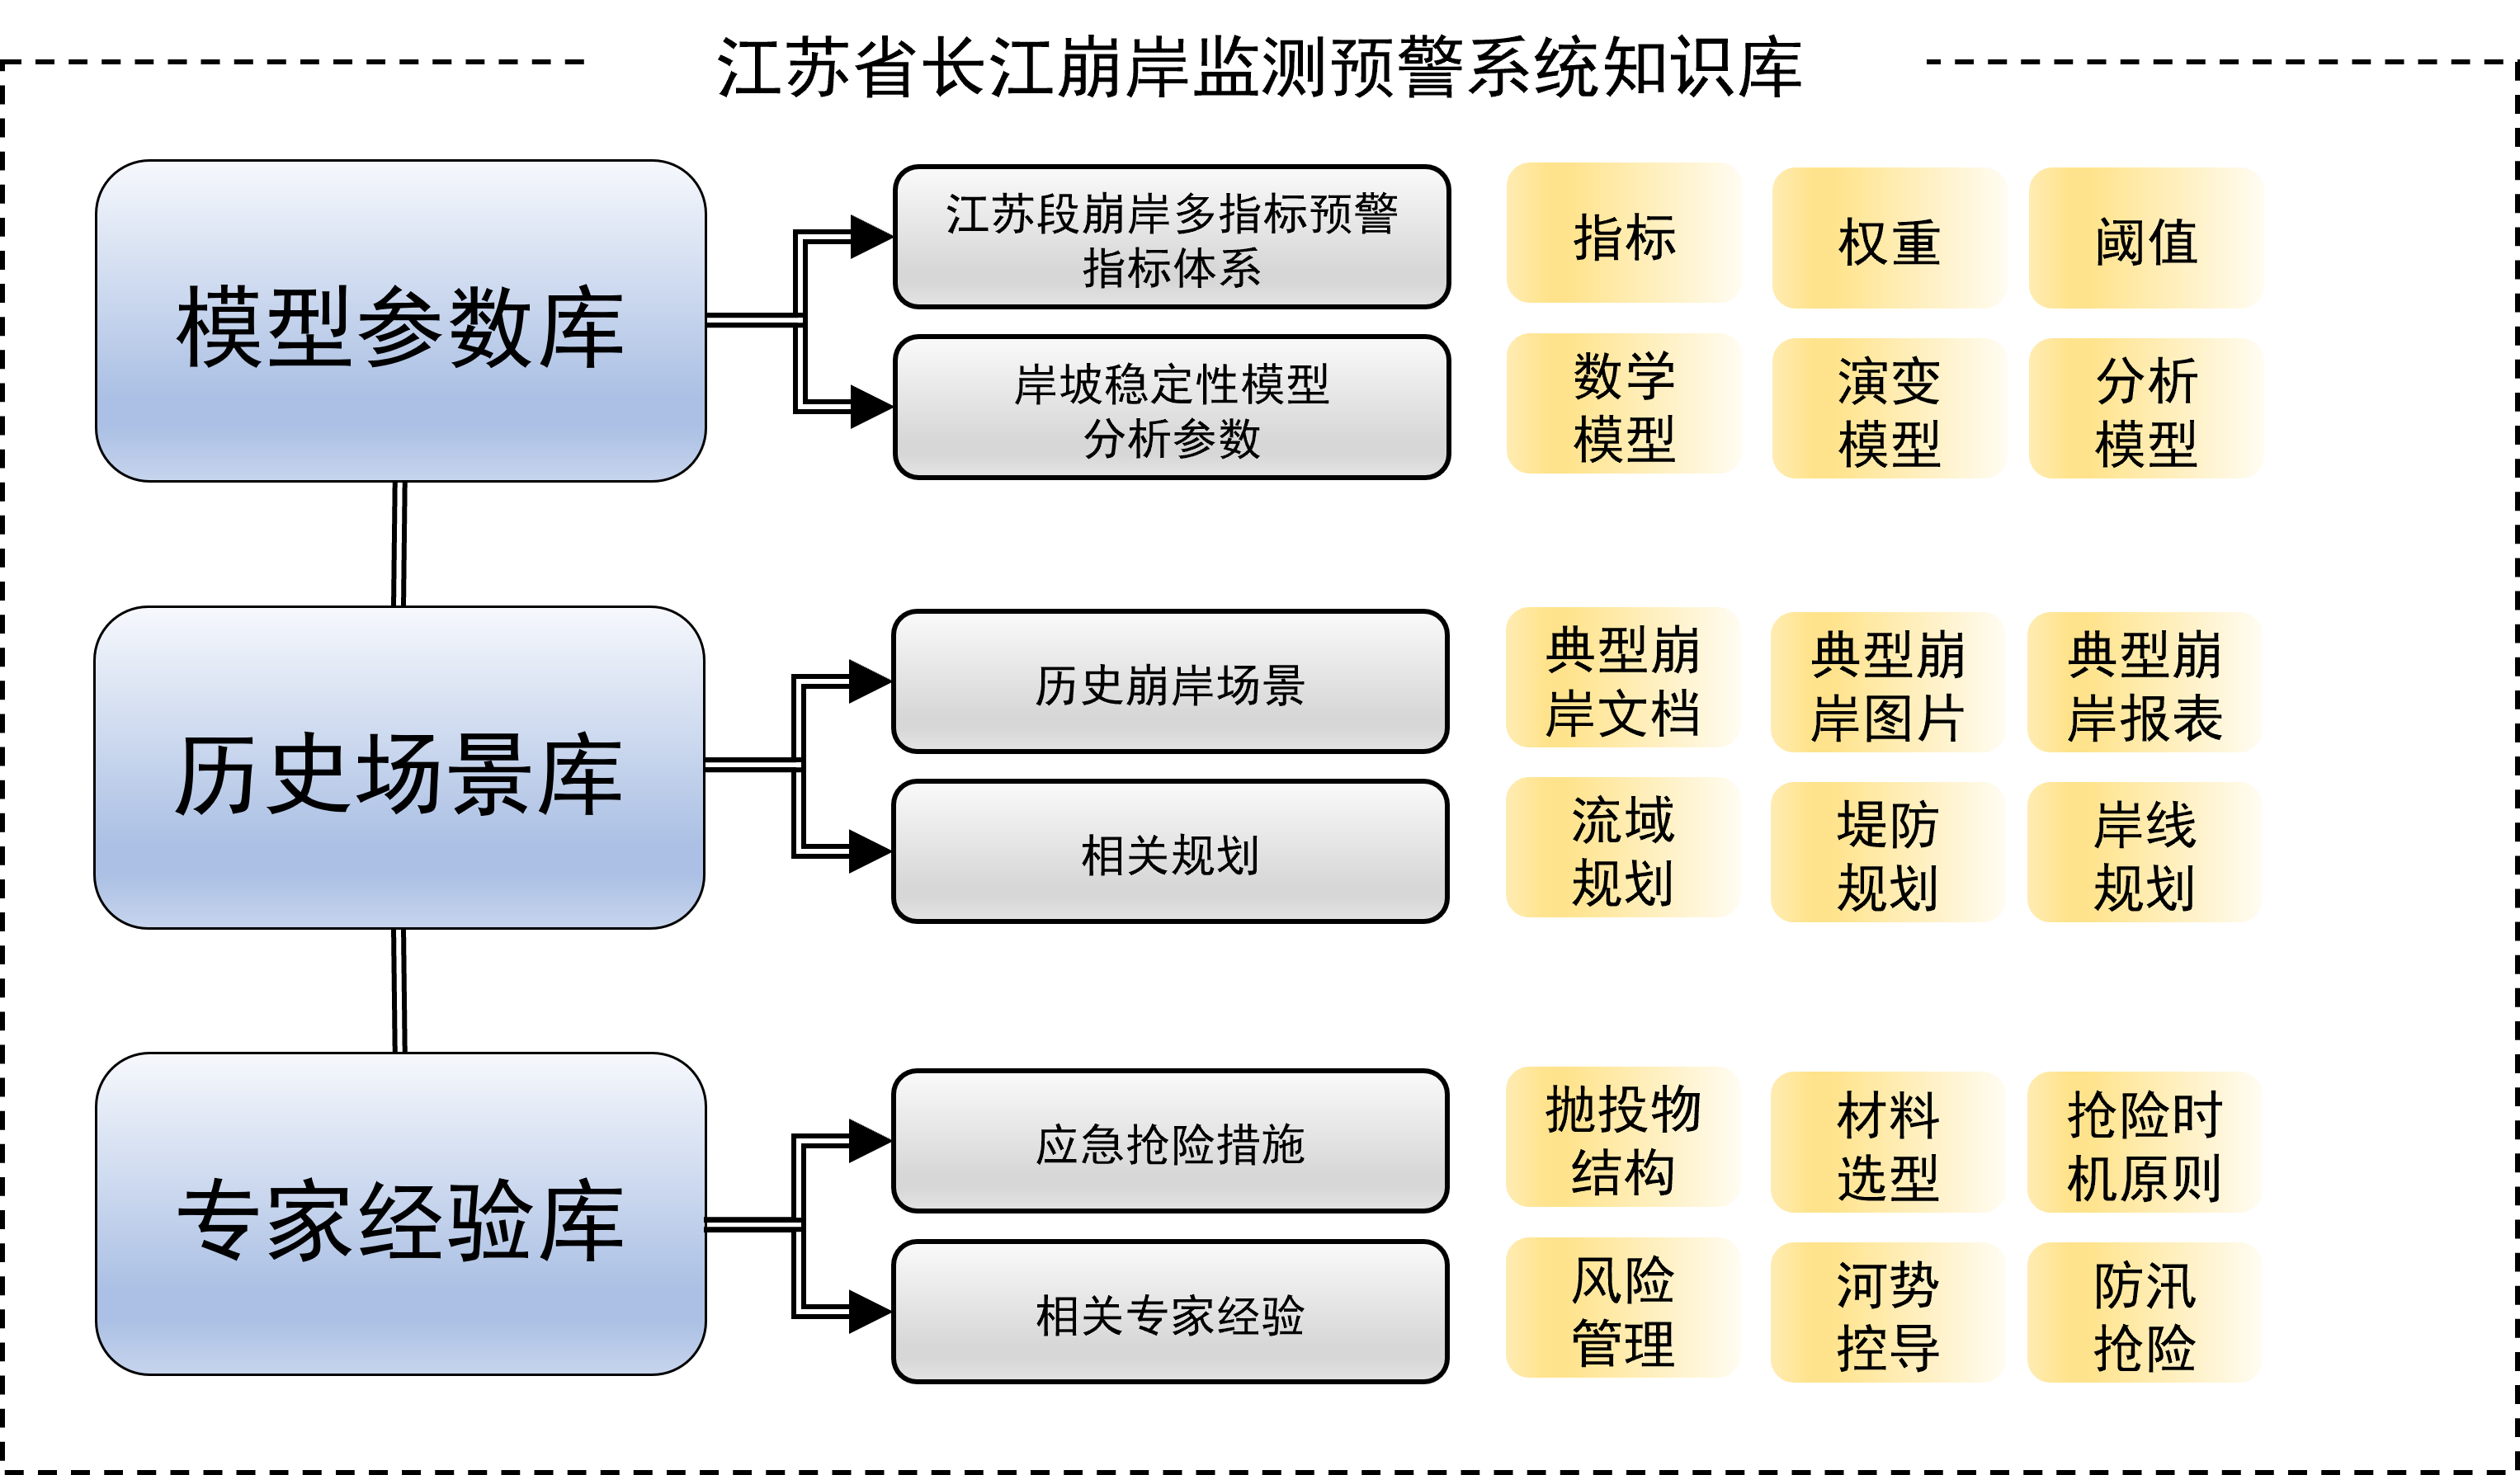 江苏省长江崩岸监测预警系统知识库
模型参数库
江苏段崩岸多指标预警
指标体系
指标
权重
阈值
岸坡稳定性模型
分析参数
数学
模型
演变
模型
分析
模型
历史场景库
历史崩岸场景
典型崩
岸文档
典型崩
岸图片
典型崩
岸报表
相关规划
流域
规划
堤防
规划
岸线
规划
专家经验库
应急抢险措施
抛投物
结构
材料
选型
抢险时
机原则
相关专家经验
风险
管理
河势
控导
防汛
抢险